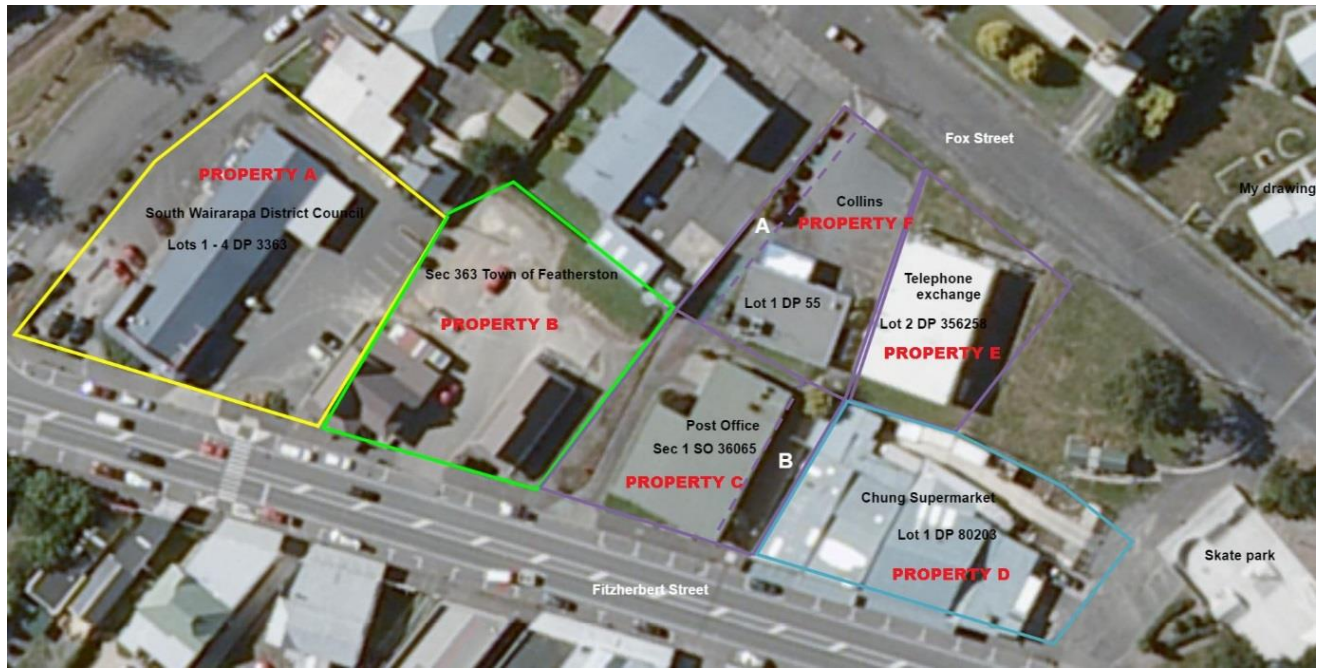 PROPERTY A
South Wairarapa District Council
Lots 1 - 4 DP 3363
Sec 363 Town of Featherston
PROPERTY B
Fox Street
My drawing
Collins
A
PROPERTY F
Lot 1 DP 55
Telephone
exchange
Lot 2 DP 356258
PROPERTY E
Post Office
Sec 1 SO 36065
B
PROPERTY C
Chung Supermarket
Lot 1 DP 80203
PROPERTY D
Skate park
Fitzherbert Street